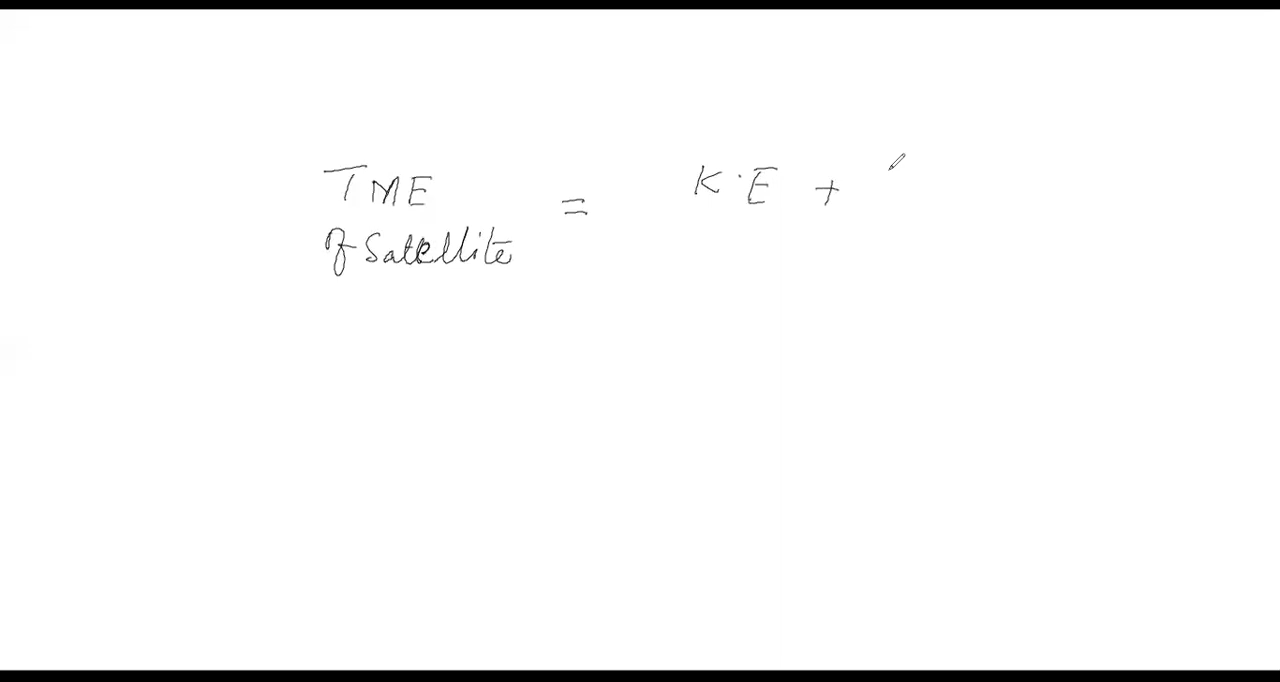 TME = K.E +
of Satellite